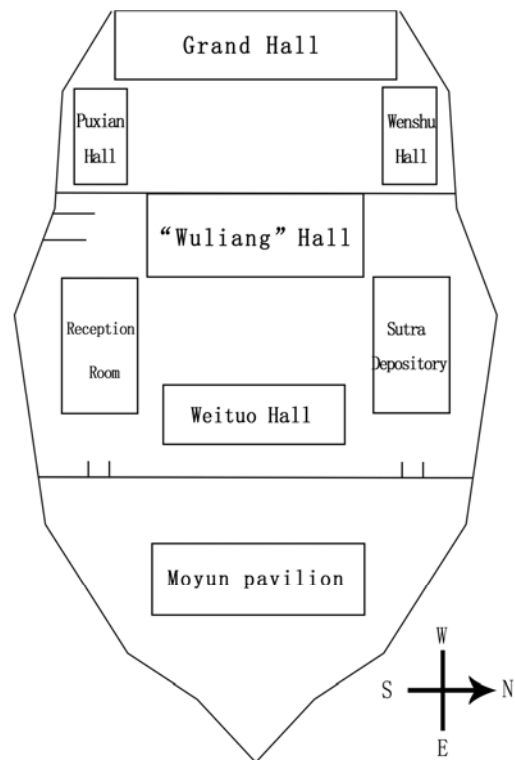 Grand Hall
Puxian
Hall
Wenshu
Hall
“Wuliang” Hall
Reception
Room
Sutra
Depository
Weituo Hall
Moyun pavilion
W
S
N
E